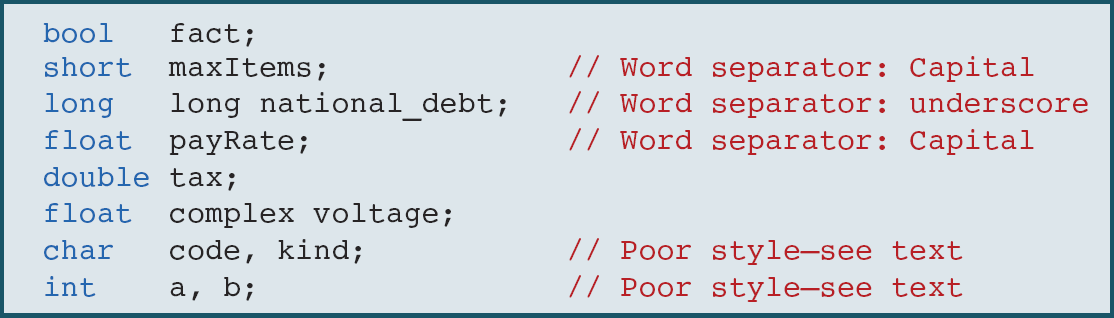 bool   fact;
short  maxItems;             // Word separator: Capital
long   long national_debt;   // Word separator: underscore
float  payRate;              // Word separator: Capital
double tax;
float  complex voltage;
char   code, kind;           // Poor style—see text
int    a, b;                 // Poor style—see text